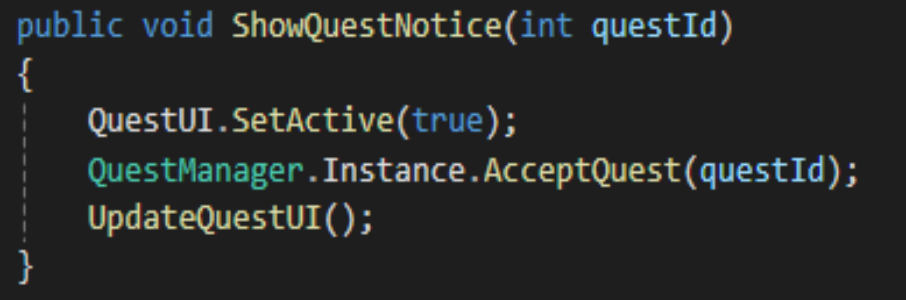 public void ShowQuestNotice(int questId)
{
    QuestUI.SetActive(true);
    QuestManager.Instance.AcceptQuest(questId);
    UpdateQuestUI();
}